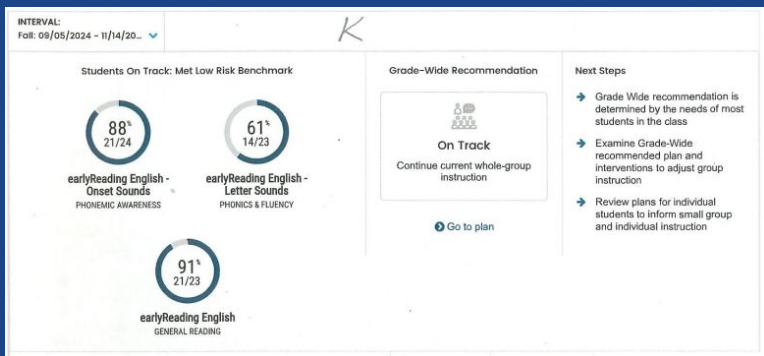 INTERVAL:
Fall: 09/05/2024 - 11/14/20...
K
Students On Track: Met Low Risk Benchmark
88%
21/24
earlyReading English -
Onset Sounds
PHONEMIC AWARENESS
61%
14/23
earlyReading English -
Letter Sounds
PHONICS & FLUENCY
91%
21/23
earlyReading English
GENERAL READING
Grade-Wide Recommendation
On Track
Continue current whole-group
instruction
Go to plan
Next Steps
Grade Wide recommendation is
determined by the needs of most
students in the class
Examine Grade-Wide
recommended plan and
interventions to adjust group
instruction
Review plans for individual
students to inform small group
and individual instruction